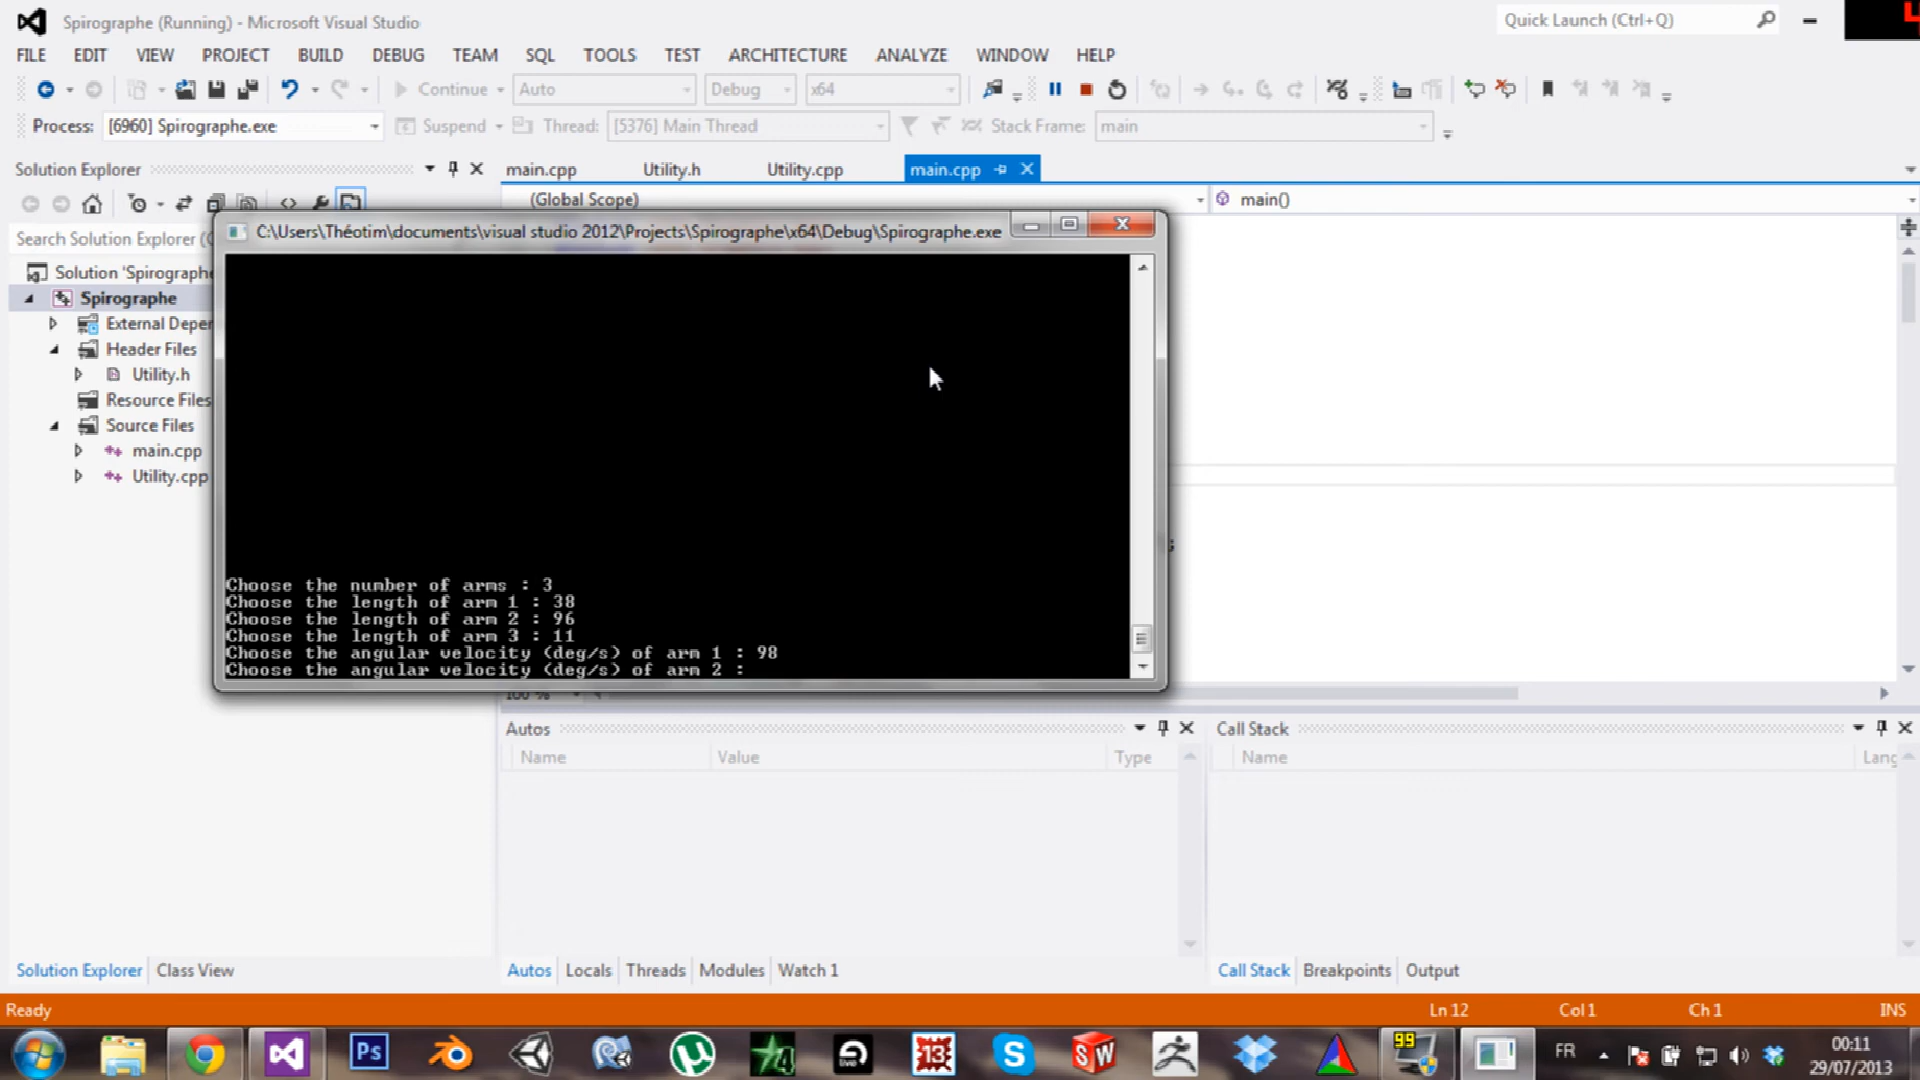 Spirographe (Running) - Microsoft Visual Studio
Quick Launch (Ctrl+Q)
FILE EDIT VIEW PROJECT BUILD DEBUG TEAM SQL TOOLS TEST ARCHITECTURE ANALYZE WINDOW HELP
Continue Auto Debug x64
Process: [6960] Spirographe.exe Suspend Thread: [5376] Main Thread Stack Frame: main
Solution Explorer
main.cpp Utility.h Utility.cpp main.cpp
(Global Scope) main()
Search Solution Explorer (C
C:\Users\Théotim\documents\visual studio 2012\Projects\Spirographe\x64\Debug\Spirographe.exe
Solution 'Spirographe
Spirographe
External Deper
Header Files
Utility.h
Resource Files
Source Files
main.cpp
Utility.cpp
Choose the number of arms : 3
Choose the length of arm 1 : 38
Choose the length of arm 2 : 96
Choose the length of arm 3 : 11
Choose the angular velocity (deg/s) of arm 1 : 98
Choose the angular velocity (deg/s) of arm 2 :
100 %
Autos
Name Value Type
Call Stack
Name Lang
Solution Explorer Class View
Autos Locals Threads Modules Watch 1
Call Stack Breakpoints Output
Ready Ln 12 Col 1 Ch 1 INS
Ps 13 S SW 99 FR
00:11
29/07/2013